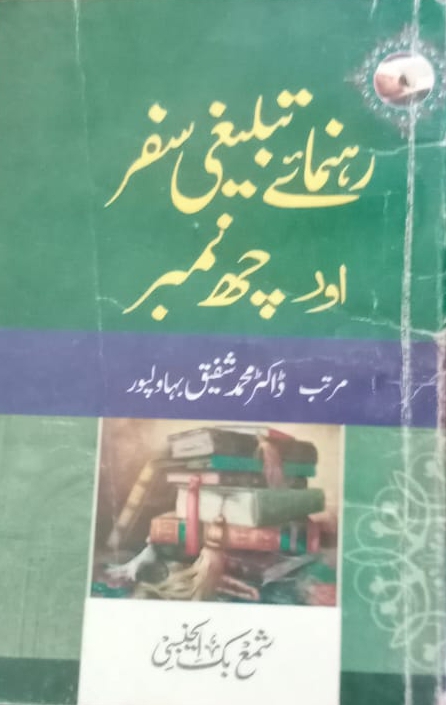 رہنمائے تبلیغی سفر
اور چھ نمبر
مرتب ڈاکٹر محمد شفیق بہاولپور
شمع بک ایجنسی